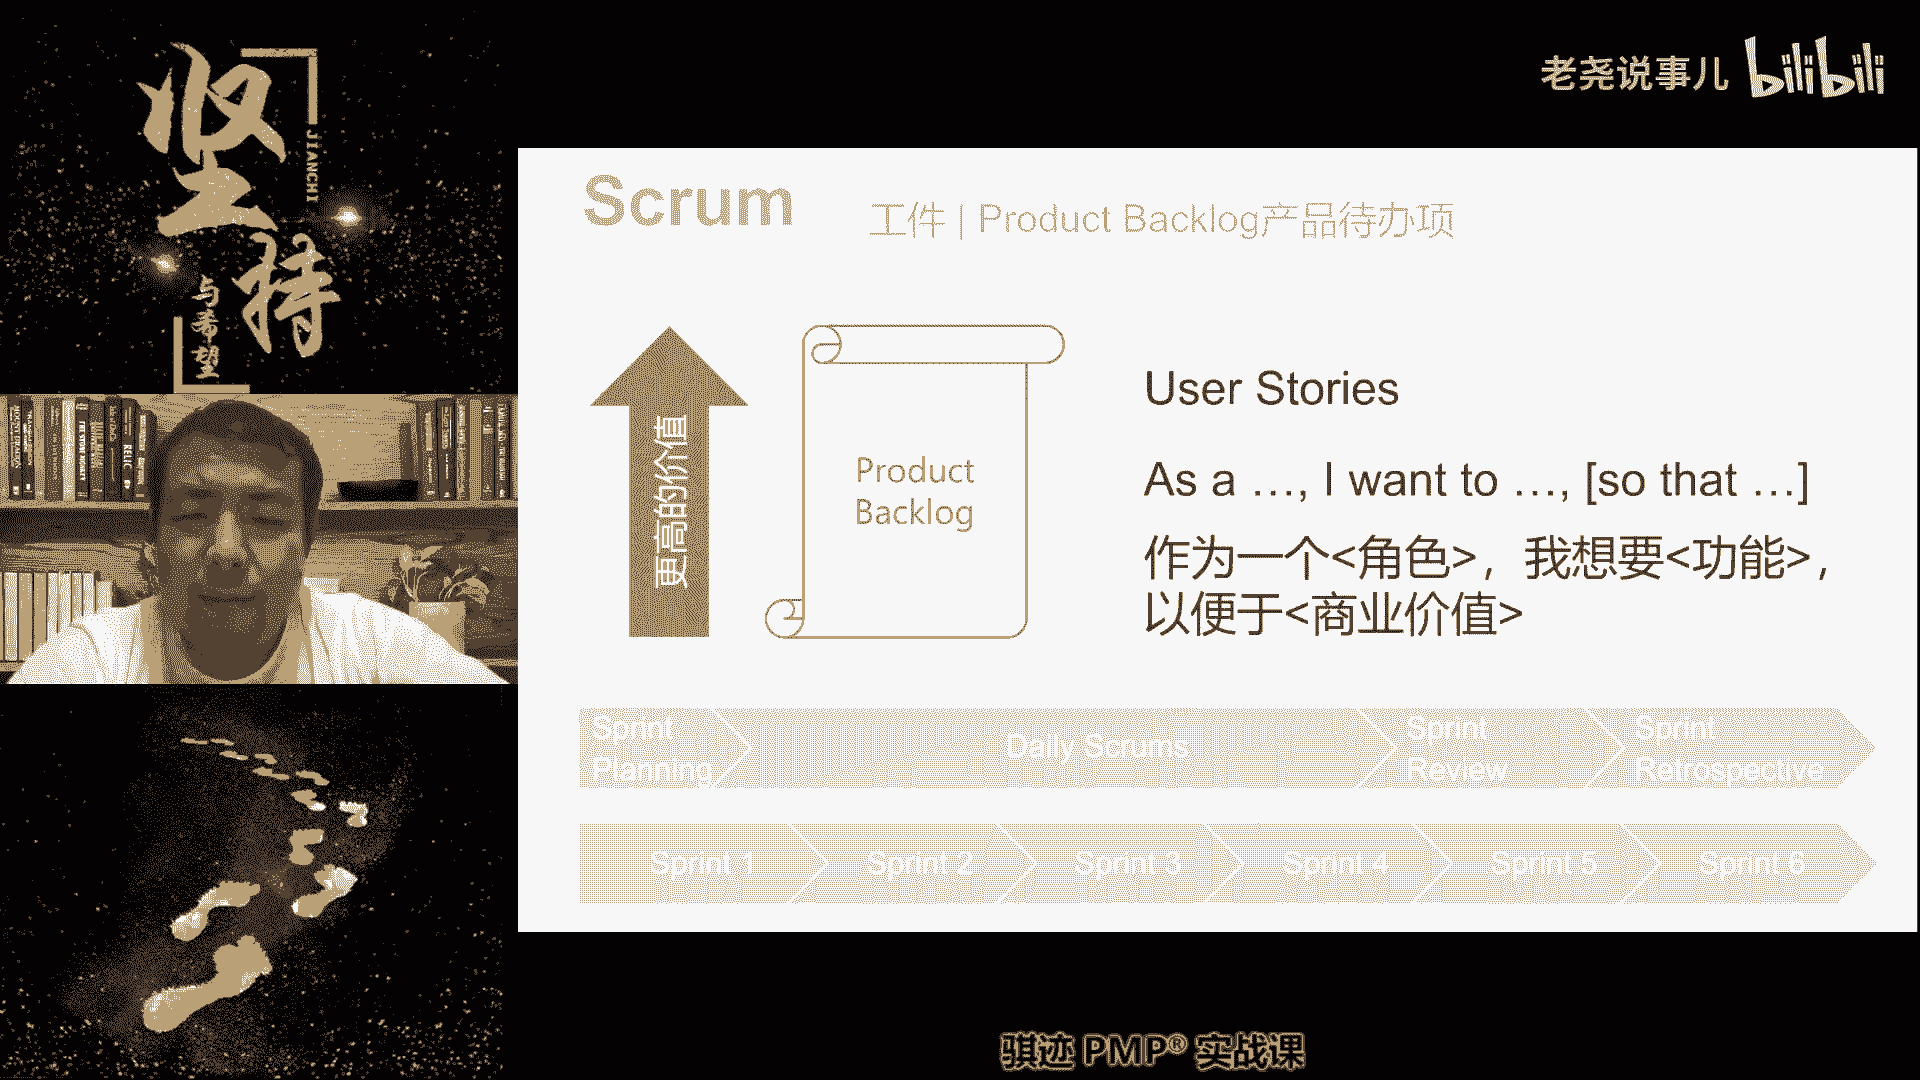 坚持
JIANCHI
与希望
老尧说事儿 bilibili
RELIC
Scrum
工件 | Product Backlog产品待办项
更高的价值
Product
Backlog
User Stories
As a …, I want to …, [so that …]
作为一个<角色>，我想要<功能>，
以便于<商业价值>
Sprint
Planning
Daily Scrums
Sprint
Review
Sprint
Retrospective
Sprint 1
Sprint 2
Sprint 3
Sprint 4
Sprint 5
Sprint 6
骐迹 PMP® 实战课